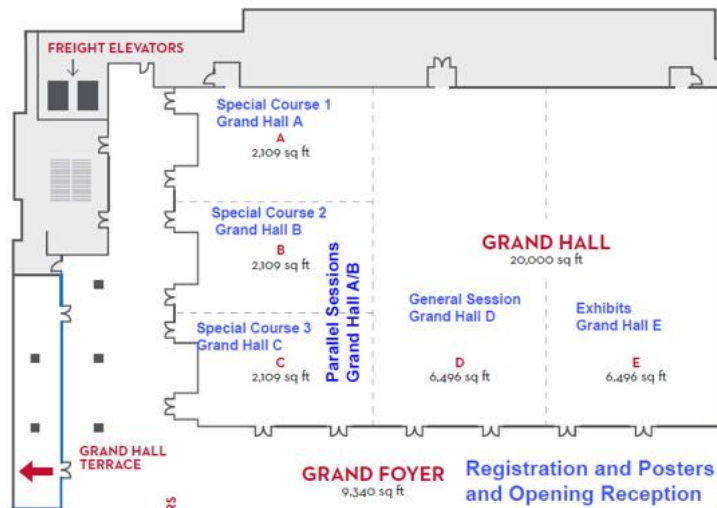 FREIGHT ELEVATORS
Special Course 1
Grand Hall A
A
2,109 sq ft
Special Course 2
Grand Hall B
B
2,109 sq ft
Special Course 3
Grand Hall C
C
2,109 sq ft
Parallel Sessions
Grand Hall A/B
GRAND HALL
20,000 sq ft
General Session
Grand Hall D
D
6,496 sq ft
Exhibits
Grand Hall E
E
6,496 sq ft
GRAND HALL
TERRACE
GRAND FOYER
9,340 sq ft
Registration and Posters
and Opening Reception